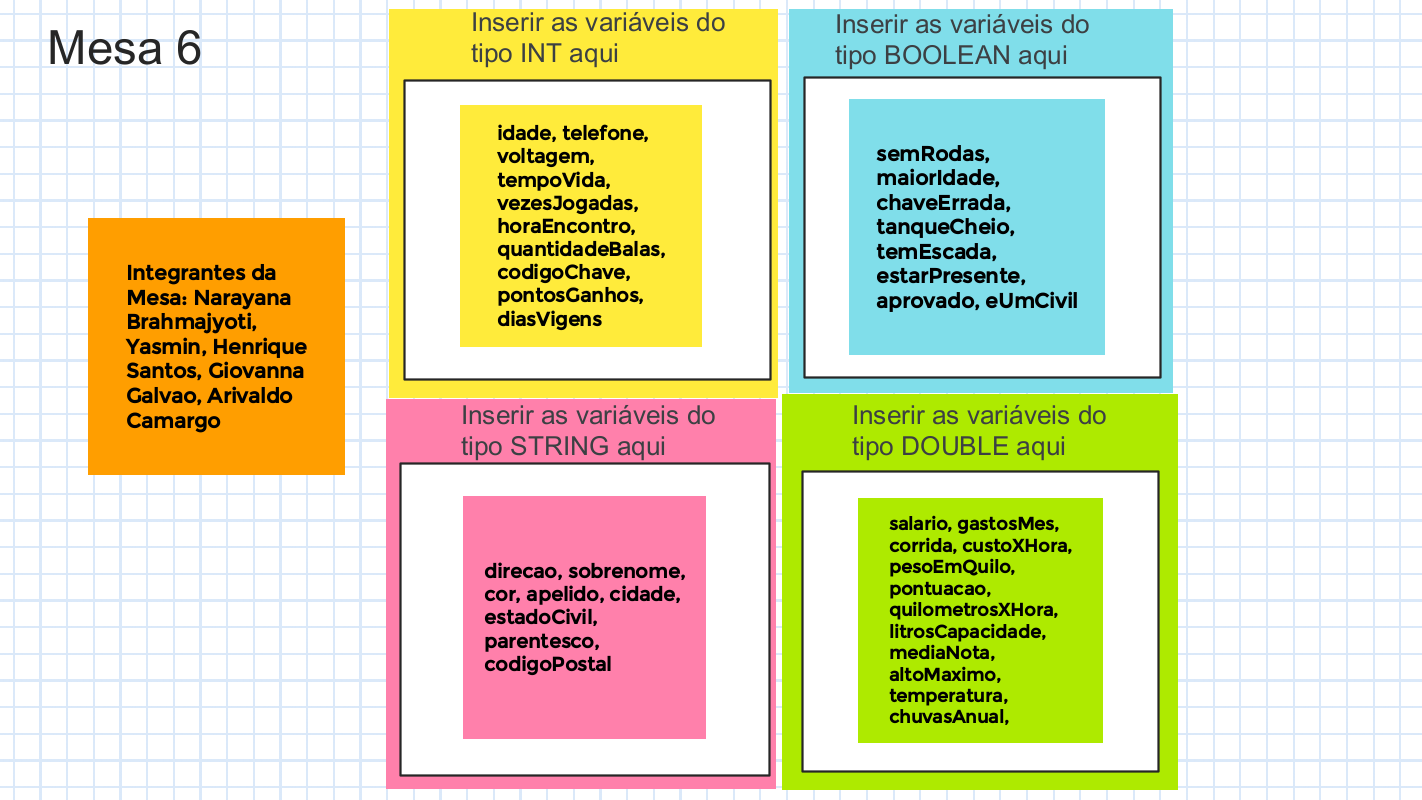 Mesa 6
Integrantes da
Mesa: Narayana
Brahmajyoti,
Yasmin, Henrique
Santos, Giovanna
Galvao, Arivaldo
Camargo
Inserir as variáveis do
tipo INT aqui
idade, telefone,
voltagem,
tempoVida,
vezesJogadas,
horaEncontro,
quantidadeBalas,
codigoChave,
pontosGanhos,
diasVigens
Inserir as variáveis do
tipo BOOLEAN aqui
semRodas,
maiorIdade,
chaveErrada,
tanqueCheio,
temEscada,
estarPresente,
aprovado, eUmCivil
Inserir as variáveis do
tipo STRING aqui
direcao, sobrenome,
cor, apelido, cidade,
estadoCivil,
parentesco,
codigoPostal
Inserir as variáveis do
tipo DOUBLE aqui
salario, gastosMes,
corrida, custoXHora,
pesoEmQuilo,
pontuacao,
quilometrosXHora,
litrosCapacidade,
mediaNota,
altoMaximo,
temperatura,
chuvasAnual,